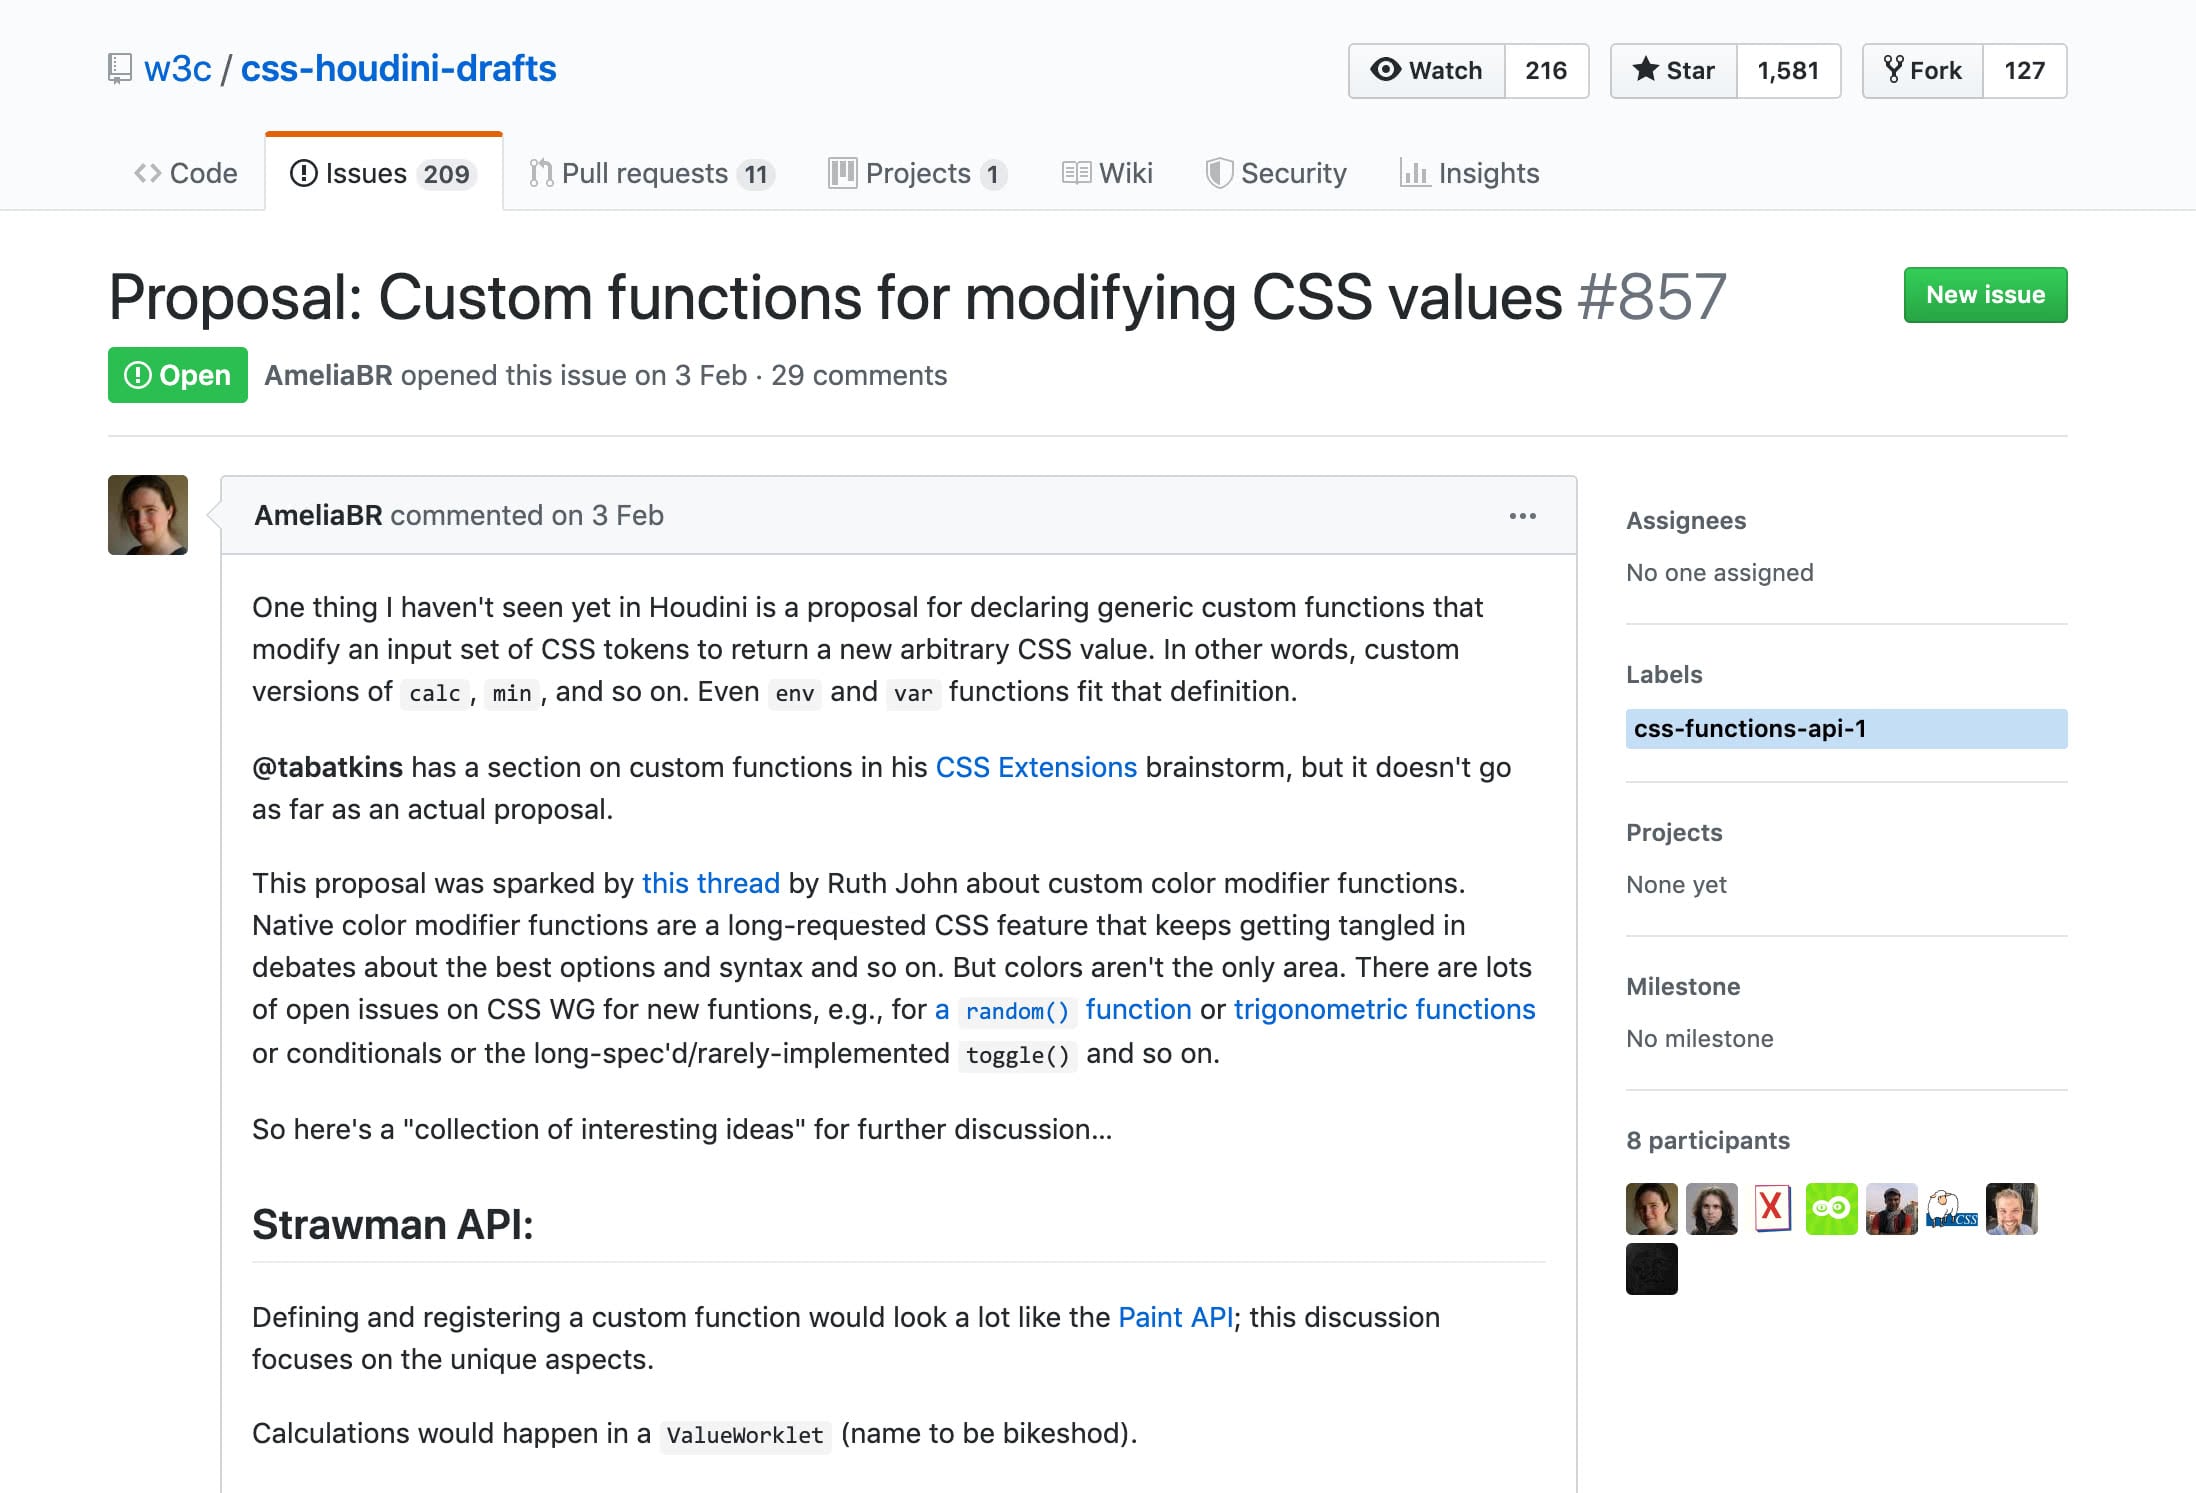 w3c / css-houdini-drafts
Watch 216 Star 1,581 Fork 127
Code Issues 209 Pull requests 11 Projects 1 Wiki Security Insights
Proposal: Custom functions for modifying CSS values #857
New issue
Open AmeliaBR opened this issue on 3 Feb · 29 comments
AmeliaBR commented on 3 Feb
One thing I haven't seen yet in Houdini is a proposal for declaring generic custom functions that
modify an input set of CSS tokens to return a new arbitrary CSS value. In other words, custom
versions of calc, min, and so on. Even env and var functions fit that definition.
@tabatkins has a section on custom functions in his CSS Extensions brainstorm, but it doesn't go
as far as an actual proposal.
This proposal was sparked by this thread by Ruth John about custom color modifier functions.
Native color modifier functions are a long-requested CSS feature that keeps getting tangled in
debates about the best options and syntax and so on. But colors aren't the only area. There are lots
of open issues on CSS WG for new funtions, e.g., for a random() function or trigonometric functions
or conditionals or the long-spec'd/rarely-implemented toggle() and so on.
So here's a "collection of interesting ideas" for further discussion...
Strawman API:
Defining and registering a custom function would look a lot like the Paint API; this discussion
focuses on the unique aspects.
Calculations would happen in a ValueWorklet (name to be bikeshod).
Assignees
No one assigned
Labels
css-functions-api-1
Projects
None yet
Milestone
No milestone
8 participants
X
CSS